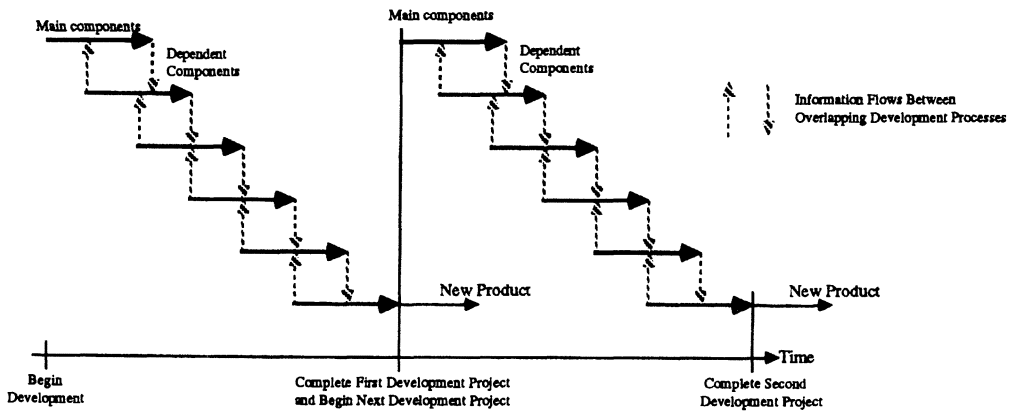 Main components
Dependent
Components
Main components
Dependent
Components
Information Flows Between
Overlapping Development Processes
New Product
New Product
Time
Begin
Development
Complete First Development Project
and Begin Next Development Project
Complete Second
Development Project